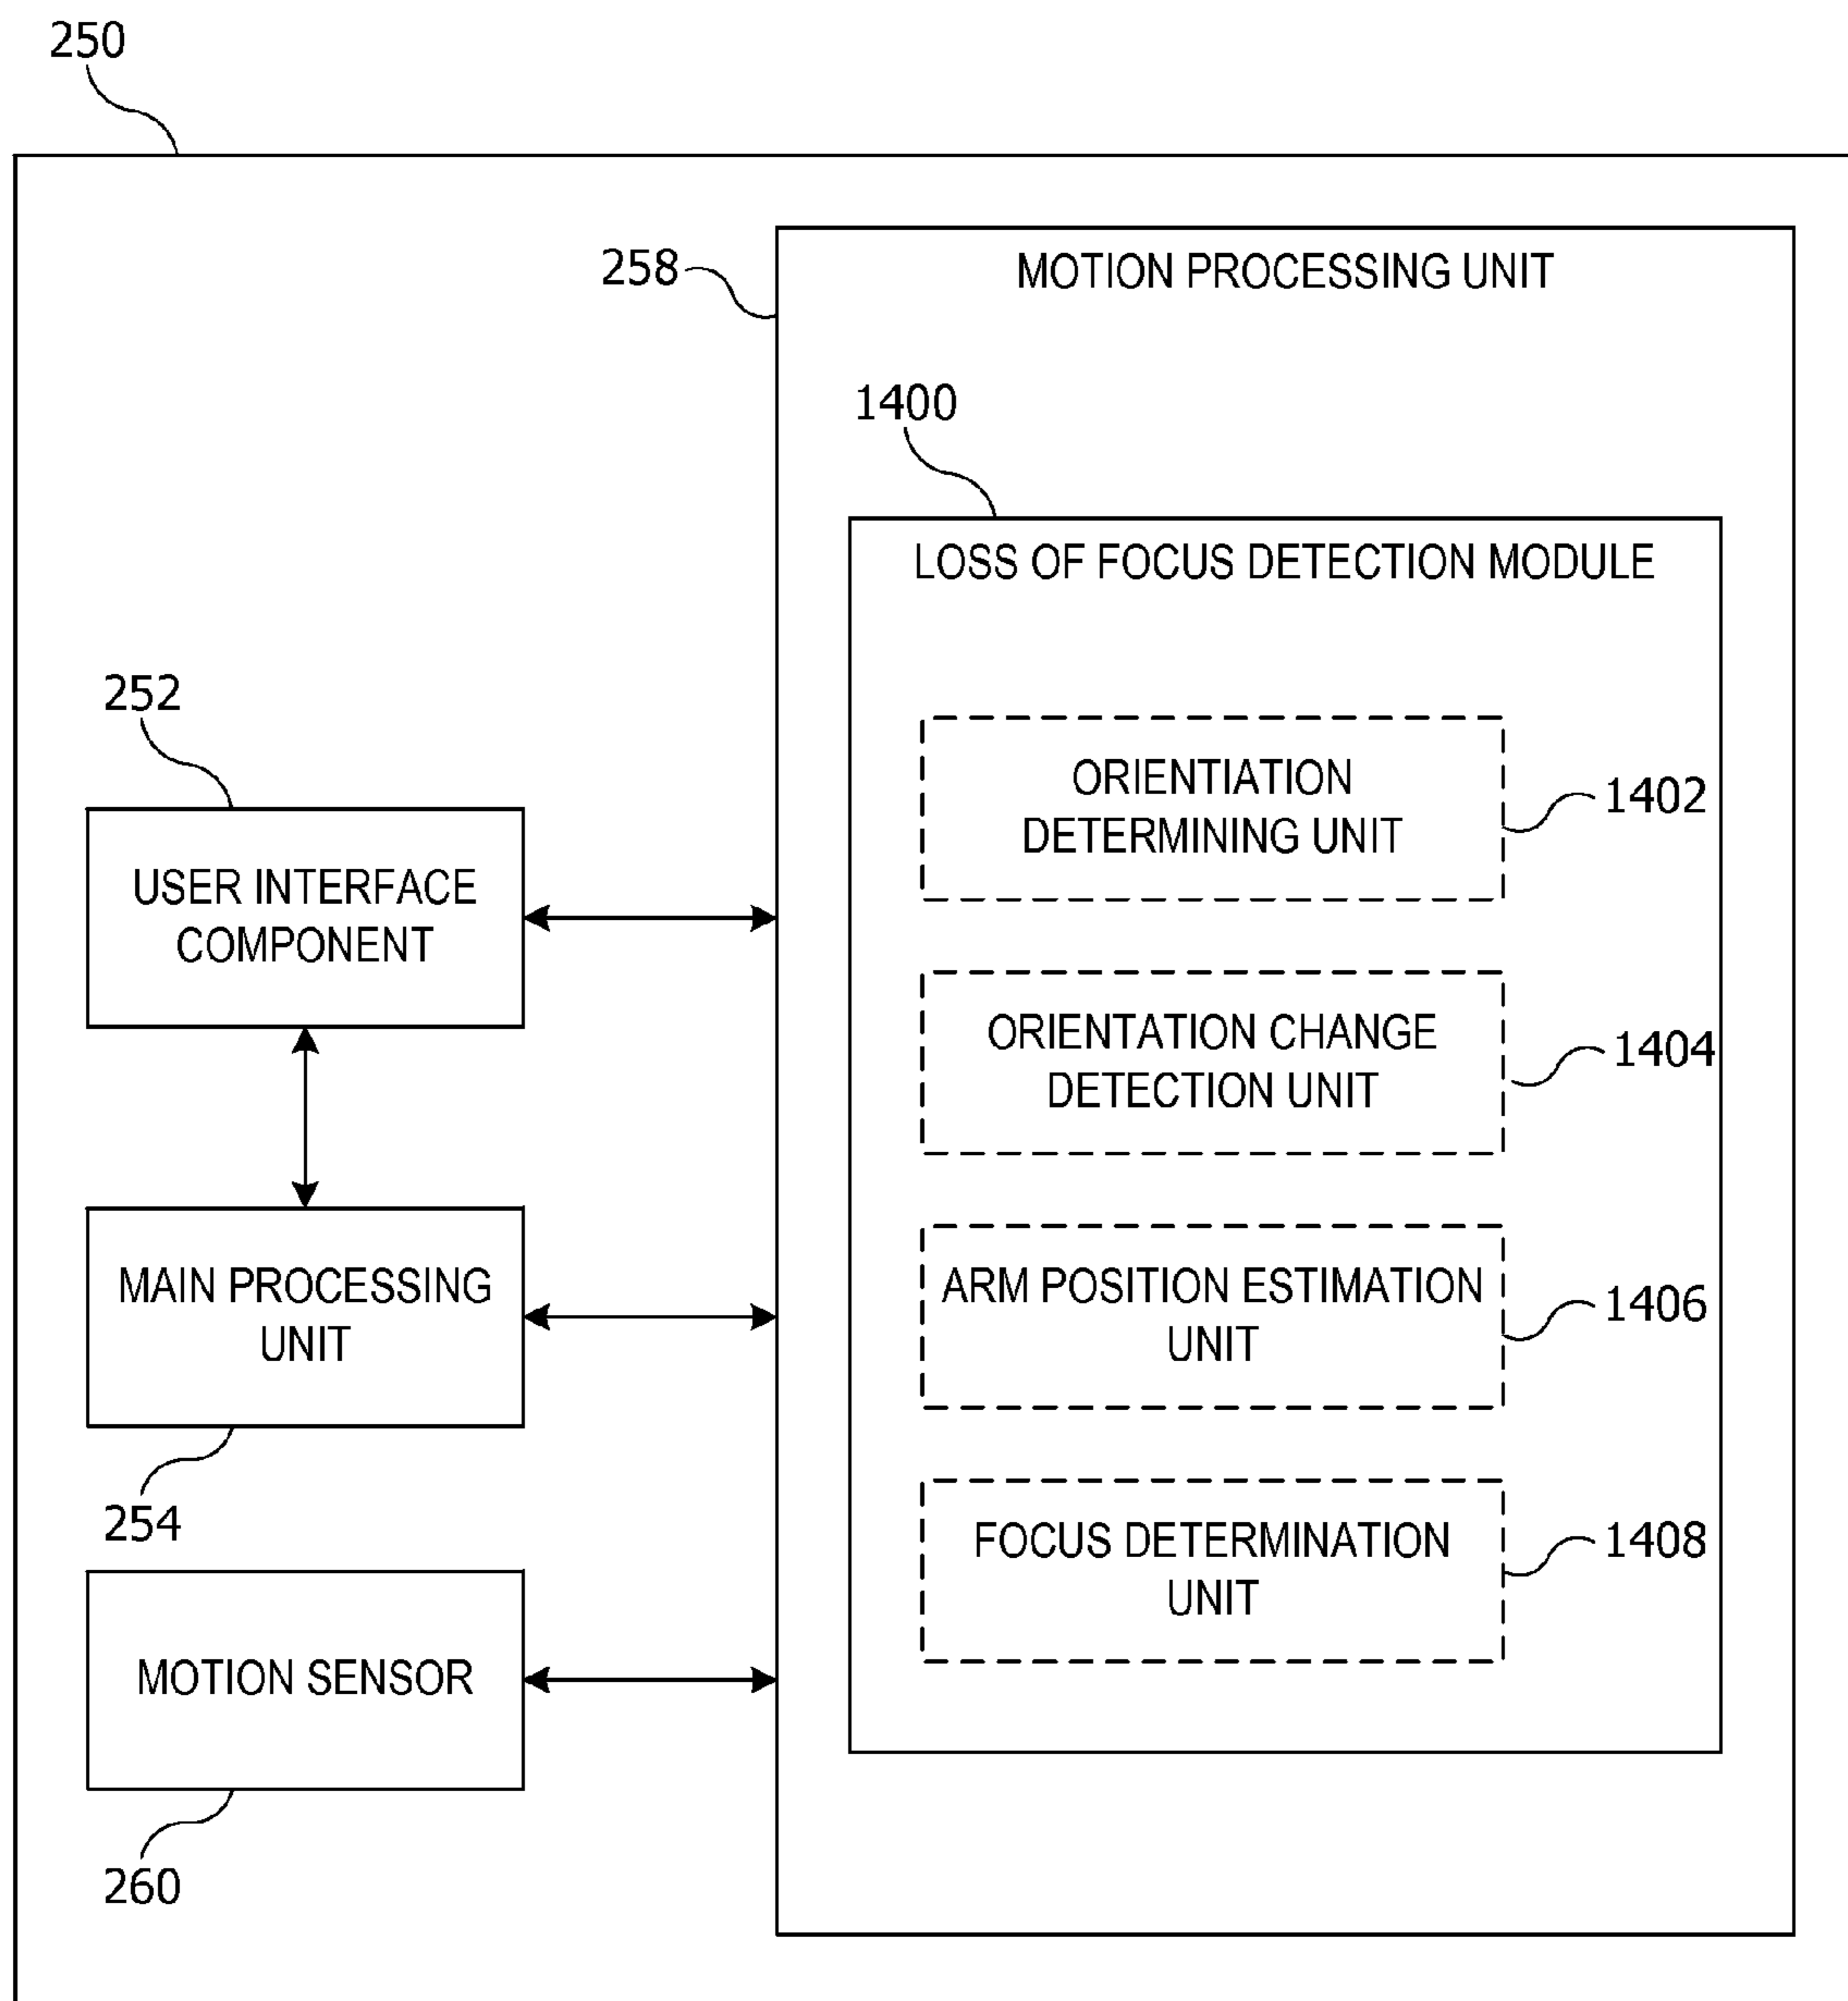 250
258
MOTION PROCESSING UNIT
1400
LOSS OF FOCUS DETECTION MODULE
252
USER INTERFACE
COMPONENT
ORIENTIATION
DETERMINING UNIT
1402
ORIENTATION CHANGE
DETECTION UNIT
1404
MAIN PROCESSING
UNIT
254
ARM POSITION ESTIMATION
UNIT
1406
FOCUS DETERMINATION
UNIT
1408
MOTION SENSOR
260